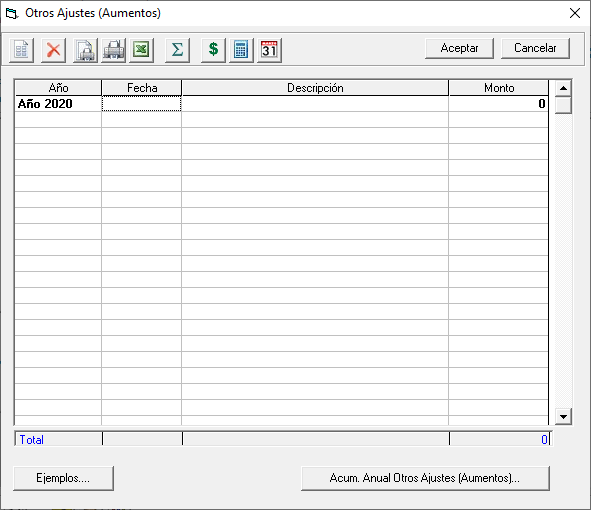 Otros Ajustes (Aumentos)
Σ $ 31 Aceptar Cancelar
Año Fecha Descripción Monto
Año 2020 0
Total 0
Ejemplos.... Acum. Anual Otros Ajustes (Aumentos)...